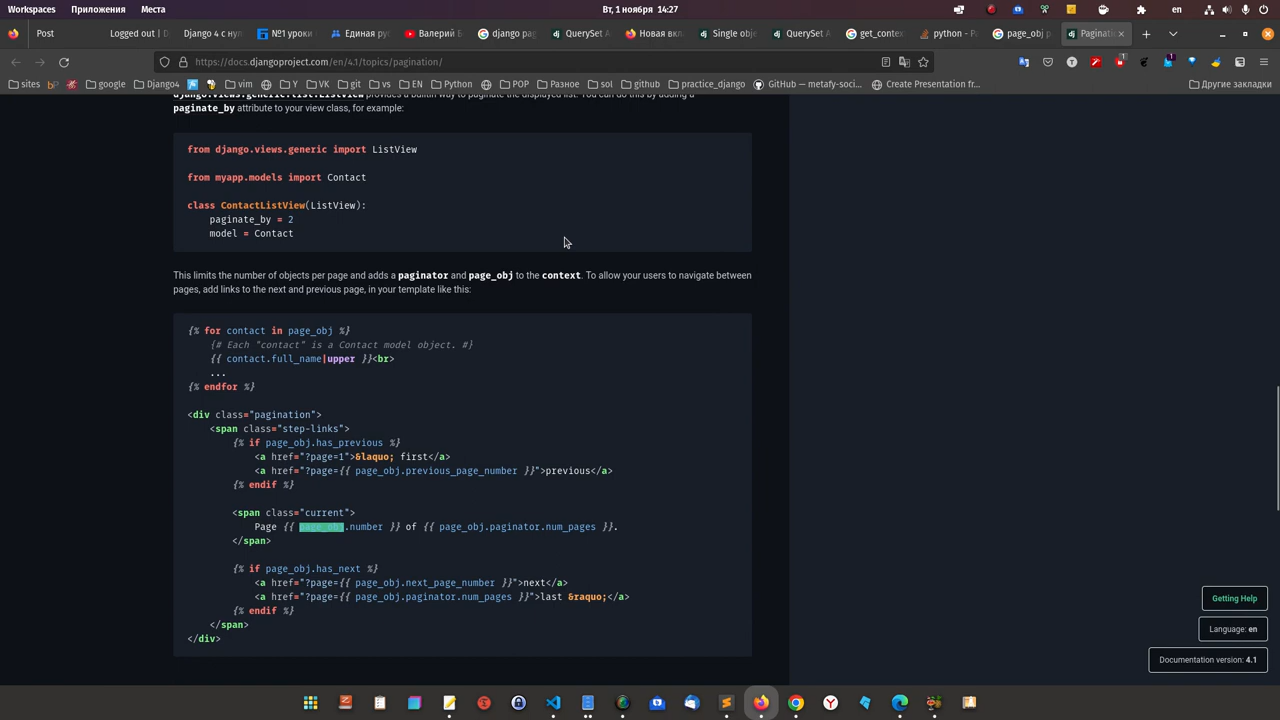 Workspaces Приложения Места Вт, 1 ноября 14:27 en
Post Logged out | D Django 4 с нул №1 уроки Единая рус Валерий Б django pag QuerySet A Новая вкл Single obje QuerySet A get_contex python - Pa page_obj p Paginatio
https://docs.djangoproject.com/en/4.1/topics/pagination/
sites google Django4 vim Y VK git vs EN Python POP Разное sol github practice_django GitHub — metafy-soci... Create Presentation f... Другие закладки
django.views.generic.list.ListView provides a builtin way to paginate the displayed list. You can do this by adding a
paginate_by attribute to your view class, for example:
from django.views.generic import ListView
from myapp.models import Contact
class ContactListView(ListView):
paginate_by = 2
model = Contact
This limits the number of objects per page and adds a paginator and page_obj to the context. To allow your users to navigate between
pages, add links to the next and previous page, in your template like this:
{% for contact in page_obj %}
{# Each "contact" is a Contact model object. #}
{{ contact.full_name|upper }}<br>
...
{% endfor %}
<div class="pagination">
<span class="step-links">
{% if page_obj.has_previous %}
<a href="?page=1">&laquo; first</a>
<a href="?page={{ page_obj.previous_page_number }}">previous</a>
{% endif %}
<span class="current">
Page {{ page_obj.number }} of {{ page_obj.paginator.num_pages }}.
</span>
{% if page_obj.has_next %}
<a href="?page={{ page_obj.next_page_number }}">next</a>
<a href="?page={{ page_obj.paginator.num_pages }}">last &raquo;</a>
{% endif %}
</span>
</div>
Getting Help
Language: en
Documentation version: 4.1